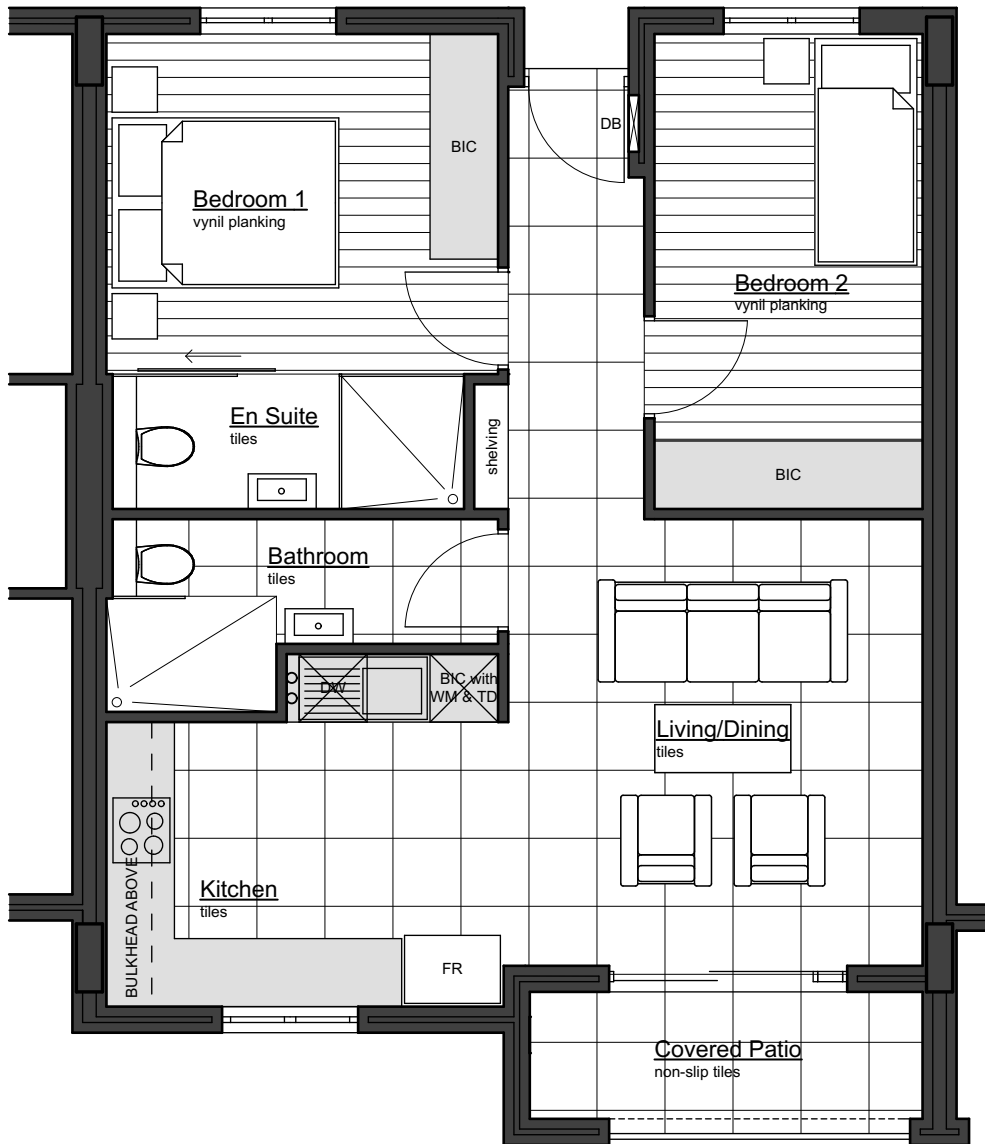 DB
BIC
Bedroom 1
vynil planking
Bedroom 2
vynil planking
En Suite
tiles
shelving
BIC
Bathroom
tiles
DW
BIC with
WM & TD
Living/Dining
tiles
BULKHEAD ABOVE
Kitchen
tiles
FR
Covered Patio
non-slip tiles